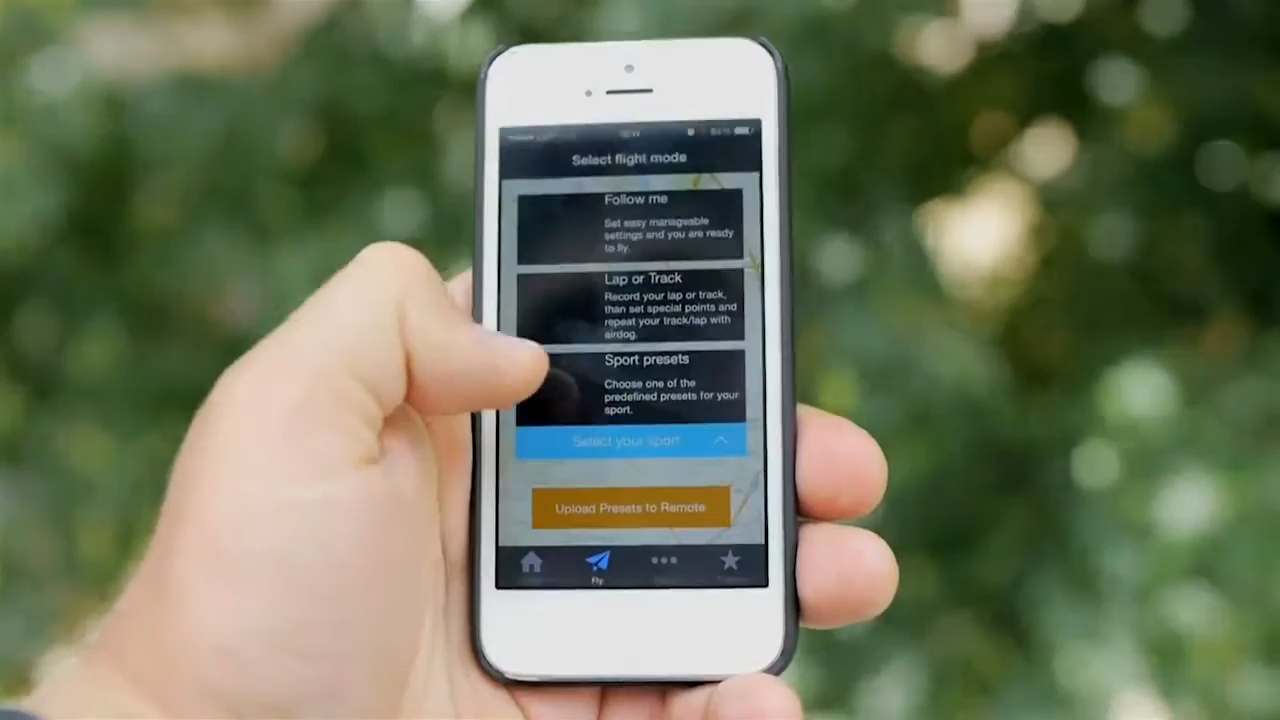 Select flight mode
Follow me
Set easy manageable
settings and you are ready
to fly.
Lap or Track
Record your lap or track,
than set special points and
repeat your track/lap with
airdog.
Sport presets
Choose one of the
predefined presets for your
sport.
Select your sport
Upload Presets to Remote
Fly